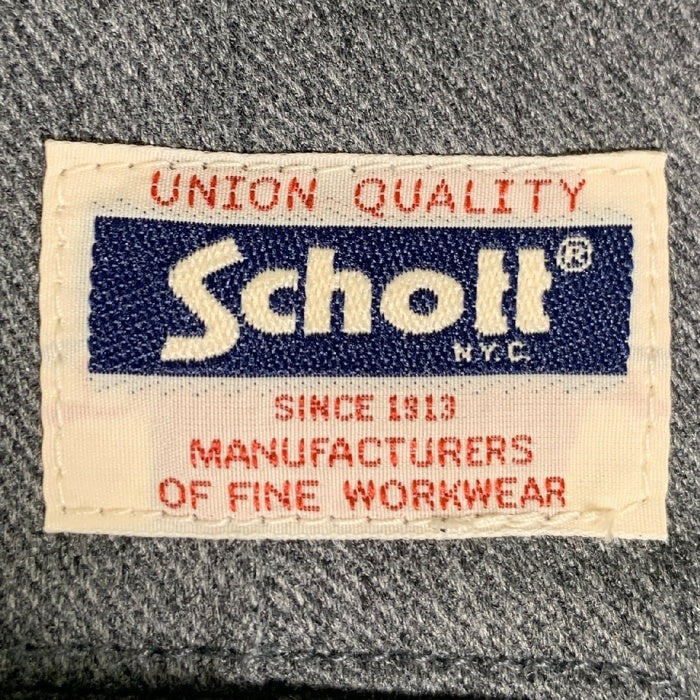 UNION QUALITY
Schott®
N.Y.C.
SINCE 1913
MANUFACTURERS
OF FINE WORKWEAR